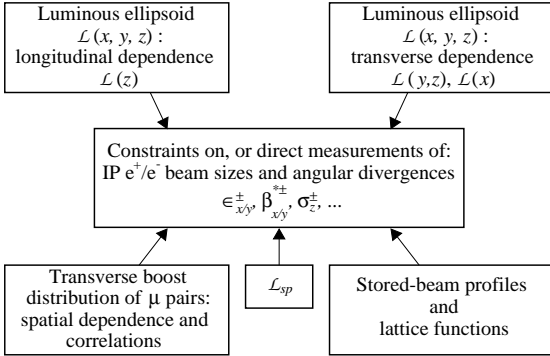 Luminous ellipsoid
ℒ(x, y, z) :
longitudinal dependence
ℒ(z)
Luminous ellipsoid
ℒ(x, y, z) :
transverse dependence
ℒ(y,z), ℒ(x)
Constraints on, or direct measurements of:
IP e⁺/e⁻ beam sizes and angular divergences
∈±x/y, β*±x/y, σ±z, ...
Transverse boost
distribution of μ pairs:
spatial dependence and
correlations
ℒsp
Stored-beam profiles
and
lattice functions